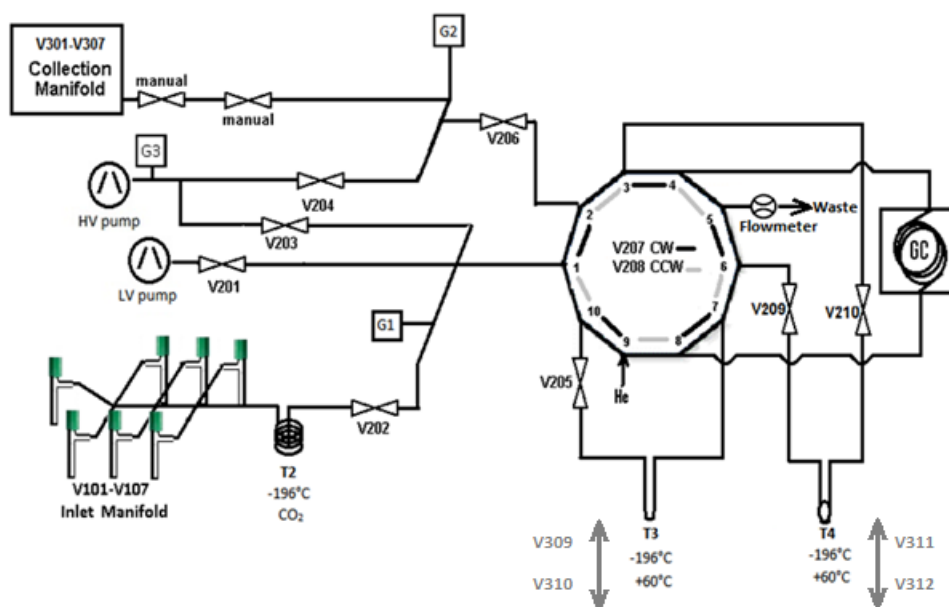 V301-V307
Collection
Manifold
manual
manual
G2
G3
HV pump
V204
V203
V206
LV pump
V201
G1
V202
V101-V107
Inlet Manifold
T2
-196°C
CO₂
1
2
3
4
5
6
7
8
9
10
V207 CW
V208 CCW
He
V205
Flowmeter
Waste
GC
V209
V210
T3
-196°C
+60°C
V309
V310
T4
-196°C
+60°C
V311
V312